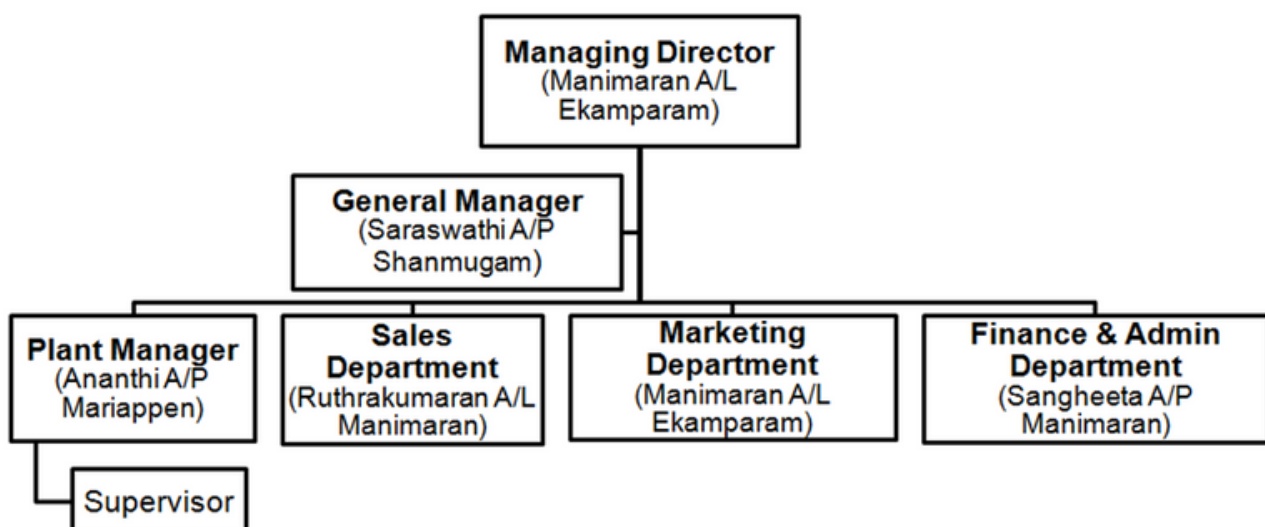 Managing Director
(Manimaran A/L
Ekamparam)
General Manager
(Saraswathi A/P
Shanmugam)
Plant Manager
(Ananthi A/P
Mariappen)
Sales
Department
(Ruthrakumaran A/L
Manimaran)
Marketing
Department
(Manimaran A/L
Ekamparam)
Finance & Admin
Department
(Sangheeta A/P
Manimaran)
Supervisor